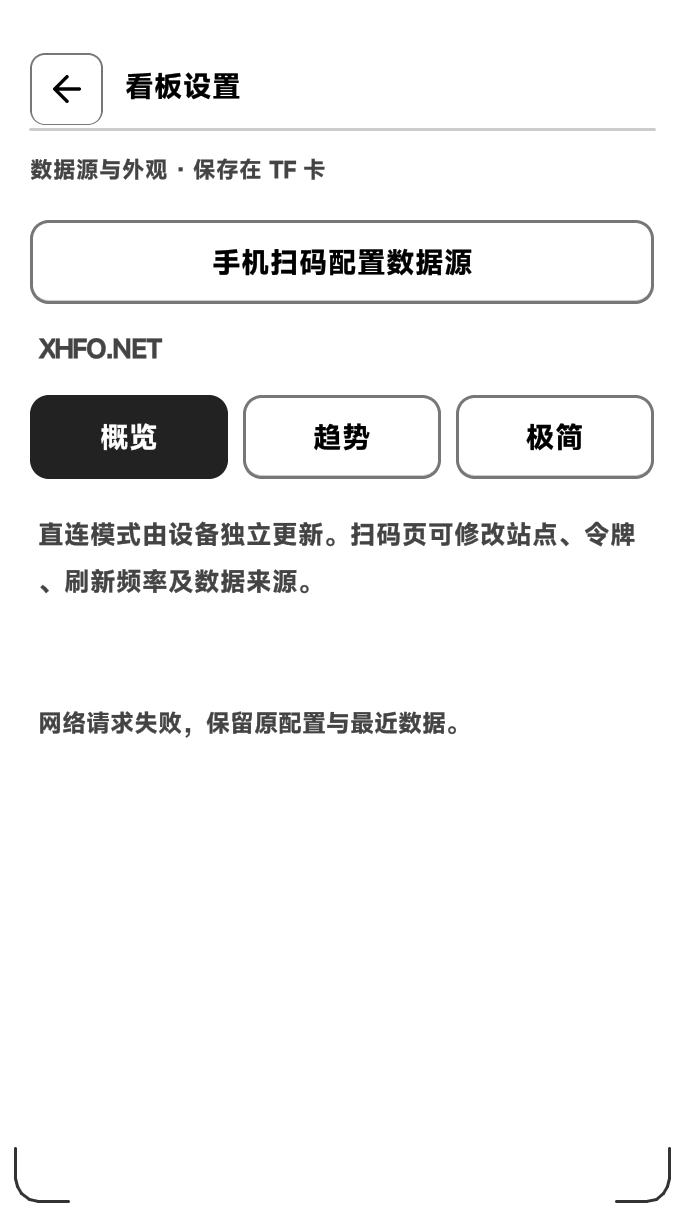 看板设置
数据源与外观 · 保存在 TF 卡
手机扫码配置数据源
XHFO.NET
概览
趋势
极简
直连模式由设备独立更新。扫码页可修改站点、令牌
、刷新频率及数据来源。
网络请求失败，保留原配置与最近数据。